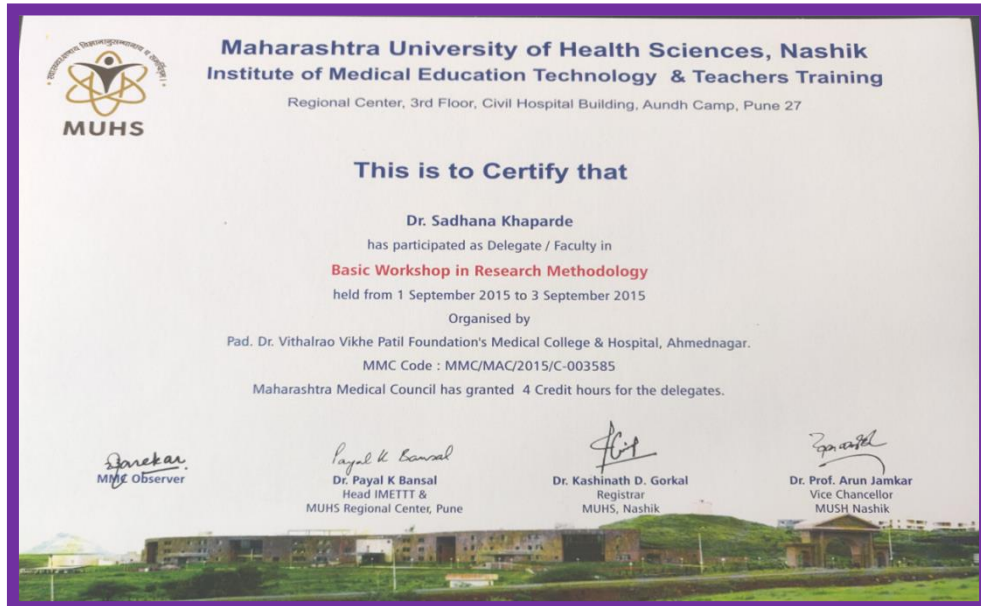 MUHS
Maharashtra University of Health Sciences, Nashik
Institute of Medical Education Technology & Teachers Training
Regional Center, 3rd Floor, Civil Hospital Building, Aundh Camp, Pune 27
This is to Certify that
Dr. Sadhana Khaparde
has participated as Delegate / Faculty in
Basic Workshop in Research Methodology
held from 1 September 2015 to 3 September 2015
Organised by
Pad. Dr. Vithalrao Vikhe Patil Foundation's Medical College & Hospital, Ahmednagar.
MMC Code : MMC/MAC/2015/C-003585
Maharashtra Medical Council has granted 4 Credit hours for the delegates.
MMC Observer
Payal K Bansal
Dr. Payal K Bansal
Head IMETTT &
MUHS Regional Center, Pune
Dr. Kashinath D. Gorkal
Registrar
MUHS, Nashik
Dr. Prof. Arun Jamkar
Vice Chancellor
MUSH Nashik